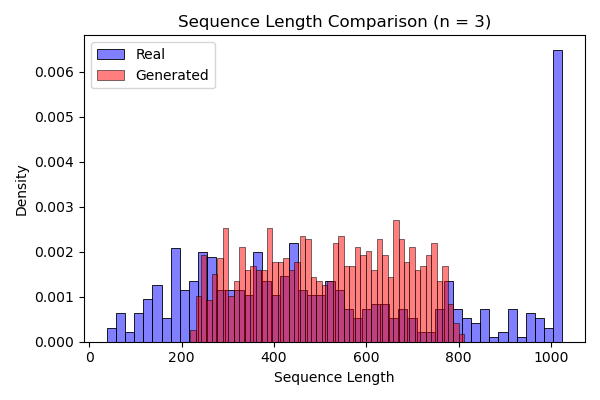 Sequence Length Comparison (n = 3)
Real
Generated
0.006
0.005
0.004
0.003
0.002
0.001
0.000
Density
0
200
400
600
800
1000
Sequence Length